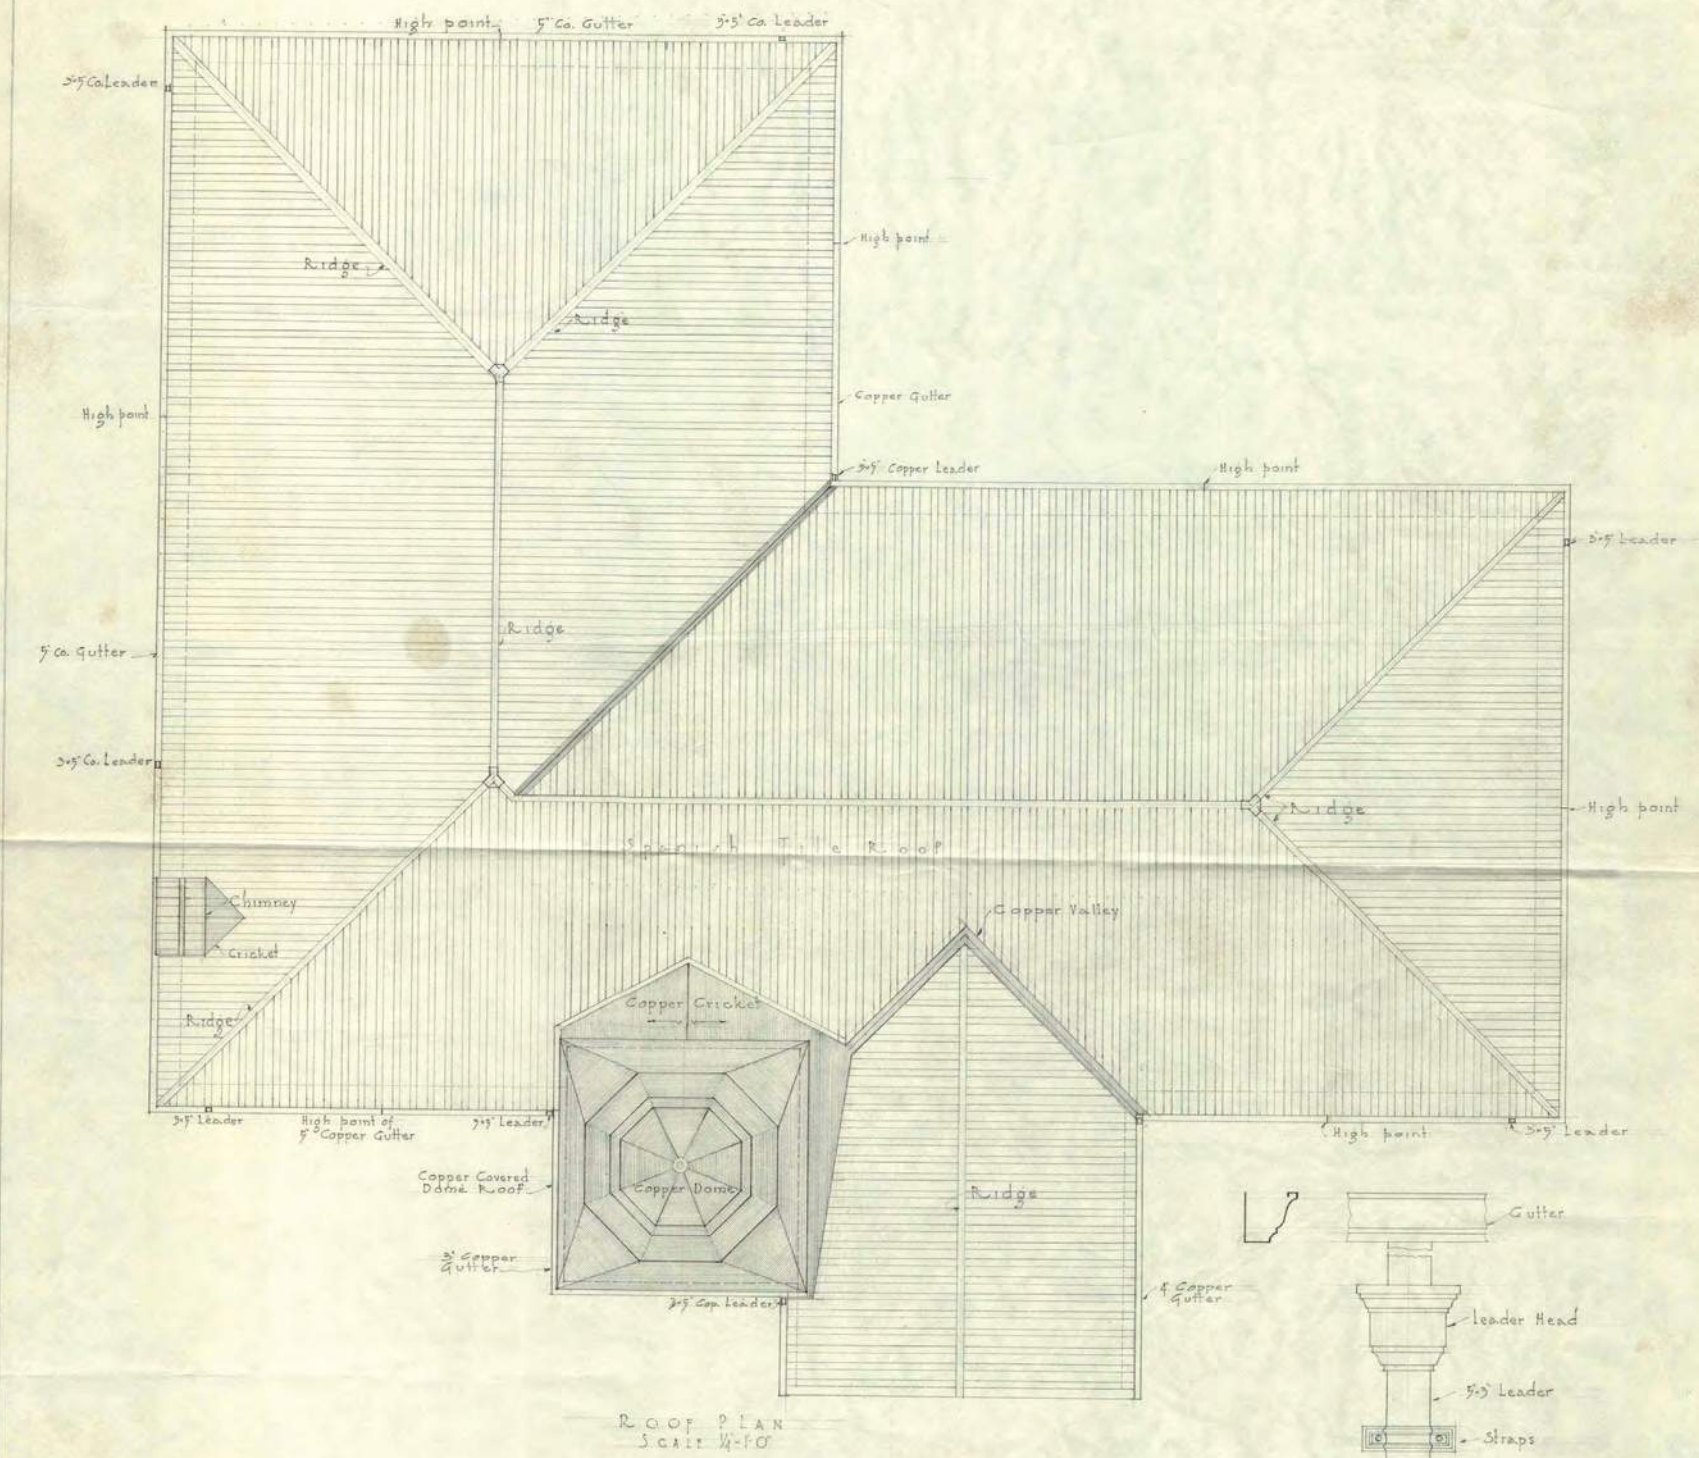 High point
5" Co. Gutter
3×5" Co. Leader
3×5" Co. Leader
High point
Ridge
Ridge
Copper Gutter
High point
3×5" Copper Leader
High point
3×5" Leader
Ridge
5" Co. Gutter
3×5" Co. Leader
Ridge
High point
Spanish Tile Roof
Chimney
Cricket
Copper Valley
Copper Cricket
Ridge
3×5" Leader
High point of
5" Copper Gutter
3×5" Leader
High point
3×5" Leader
Copper Covered
Dome Roof
Copper Dome
Ridge
Gutter
3" Copper
Gutter
3×5" Cop. Leader
4" Copper
Gutter
Leader Head
5×3" Leader
Straps
ROOF PLAN
SCALE ¼"=1'-0"